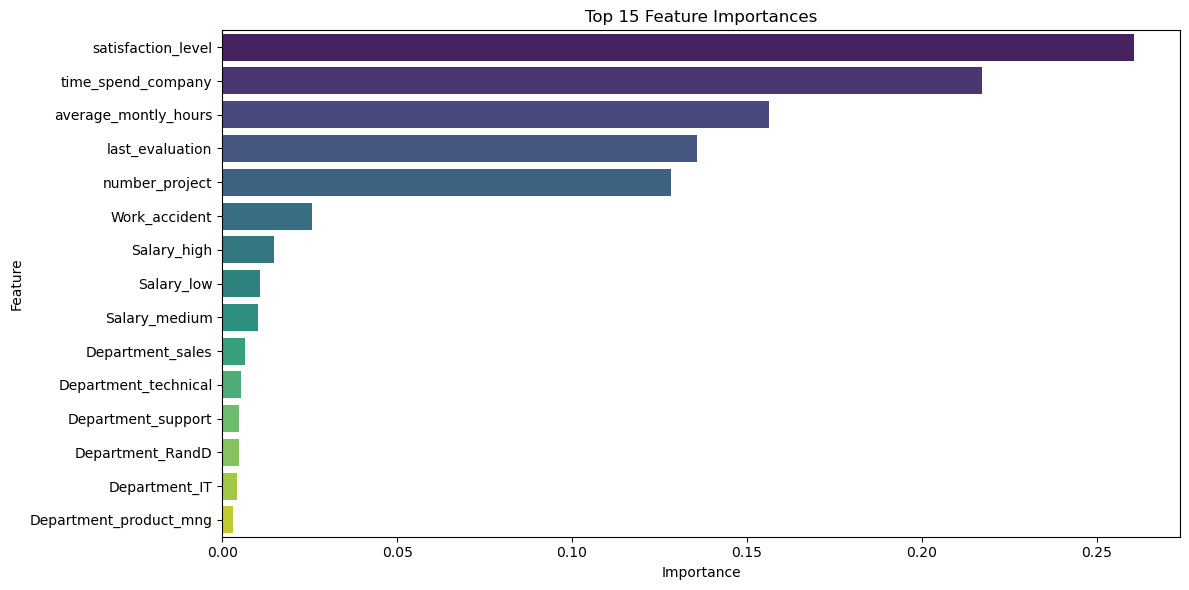 Top 15 Feature Importances
Feature
satisfaction_level
time_spend_company
average_montly_hours
last_evaluation
number_project
Work_accident
Salary_high
Salary_low
Salary_medium
Department_sales
Department_technical
Department_support
Department_RandD
Department_IT
Department_product_mng
0.00 0.05 0.10 0.15 0.20 0.25
Importance